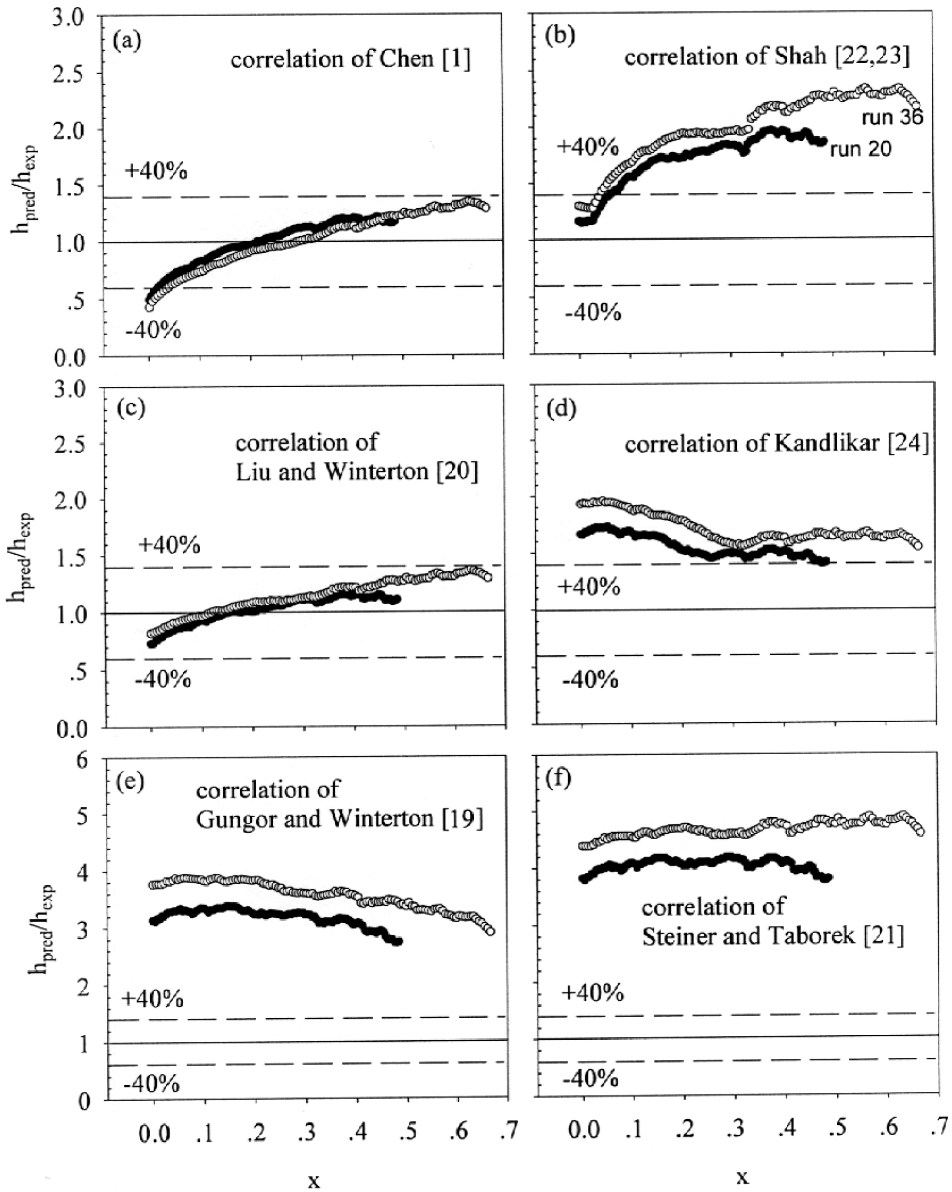 3.0
2.5
2.0
1.5
1.0
.5
0.0
h_pred/h_exp
(a)
correlation of Chen [1]
+40%
-40%
(b)
correlation of Shah [22,23]
run 36
run 20
+40%
-40%
3.0
2.5
2.0
1.5
1.0
.5
0.0
h_pred/h_exp
(c)
correlation of
Liu and Winterton [20]
+40%
-40%
(d)
correlation of Kandlikar [24]
+40%
-40%
6
5
4
3
2
1
0
h_pred/h_exp
(e)
correlation of
Gungor and Winterton [19]
+40%
-40%
(f)
correlation of
Steiner and Taborek [21]
+40%
-40%
0.0 .1 .2 .3 .4 .5 .6
0.0 .1 .2 .3 .4 .5 .6 .7
x
x